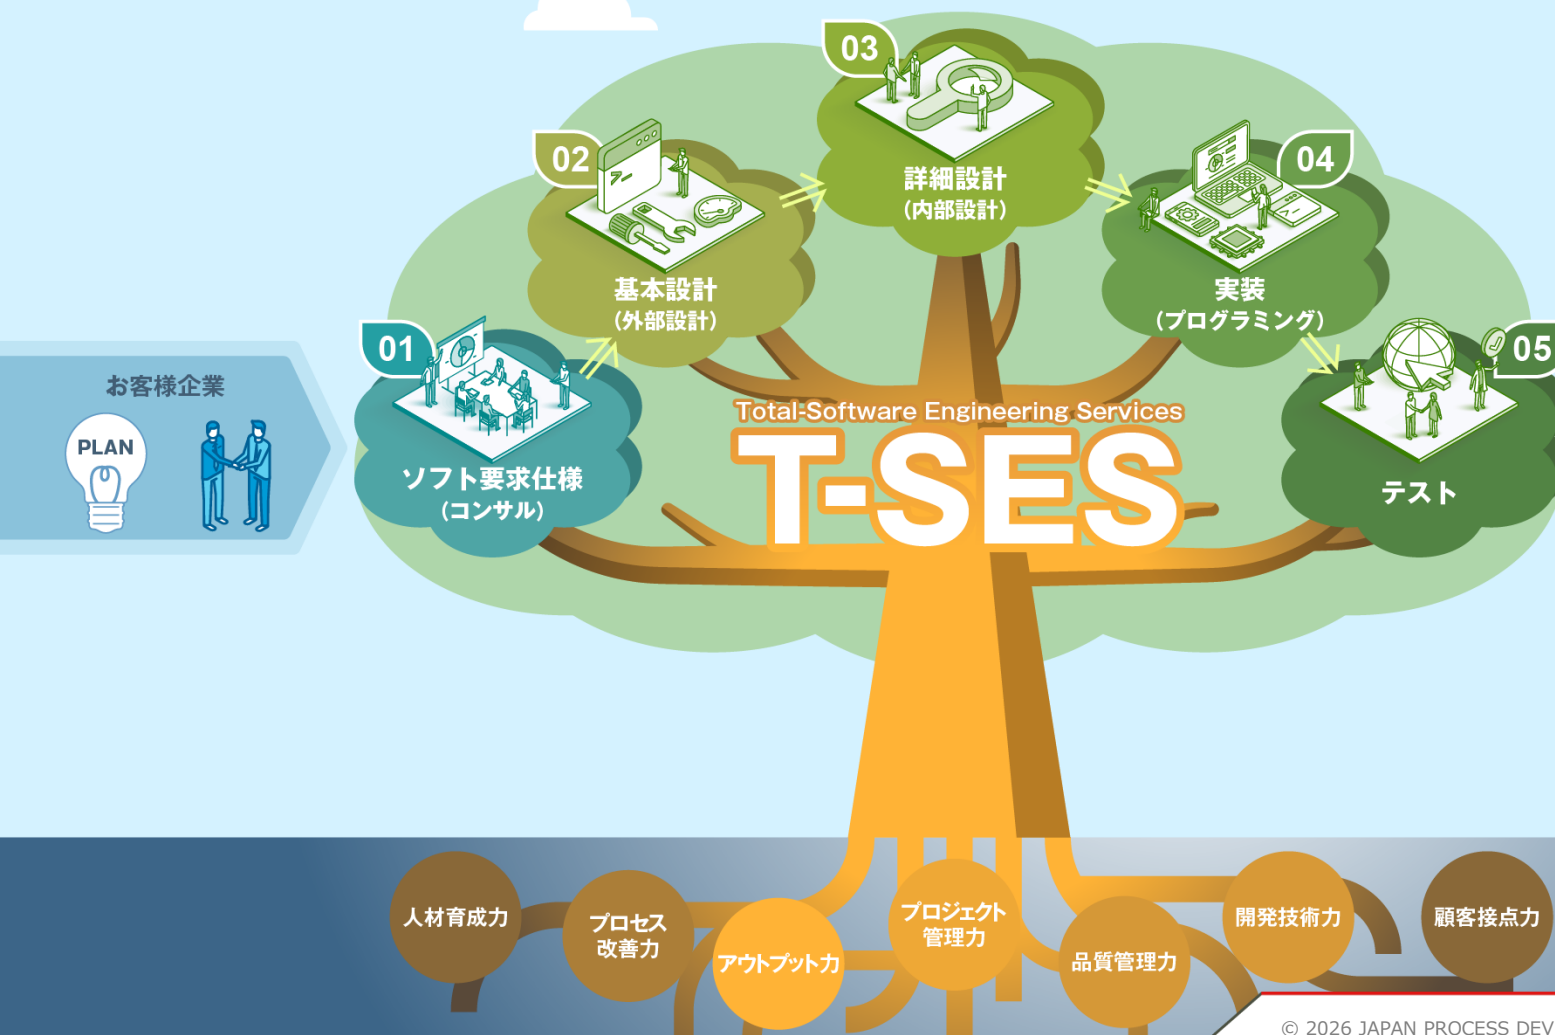 03
詳細設計
(内部設計)
02
基本設計
(外部設計)
04
実装
(プログラミング)
01
ソフト要求仕様
(コンサル)
05
テスト
お客様企業
PLAN
Total-Software Engineering Services
T-SES
人材育成力
プロセス
改善力
アウトプット力
プロジェクト
管理力
品質管理力
開発技術力
顧客接点力
© 2026 JAPAN PROCESS DEV